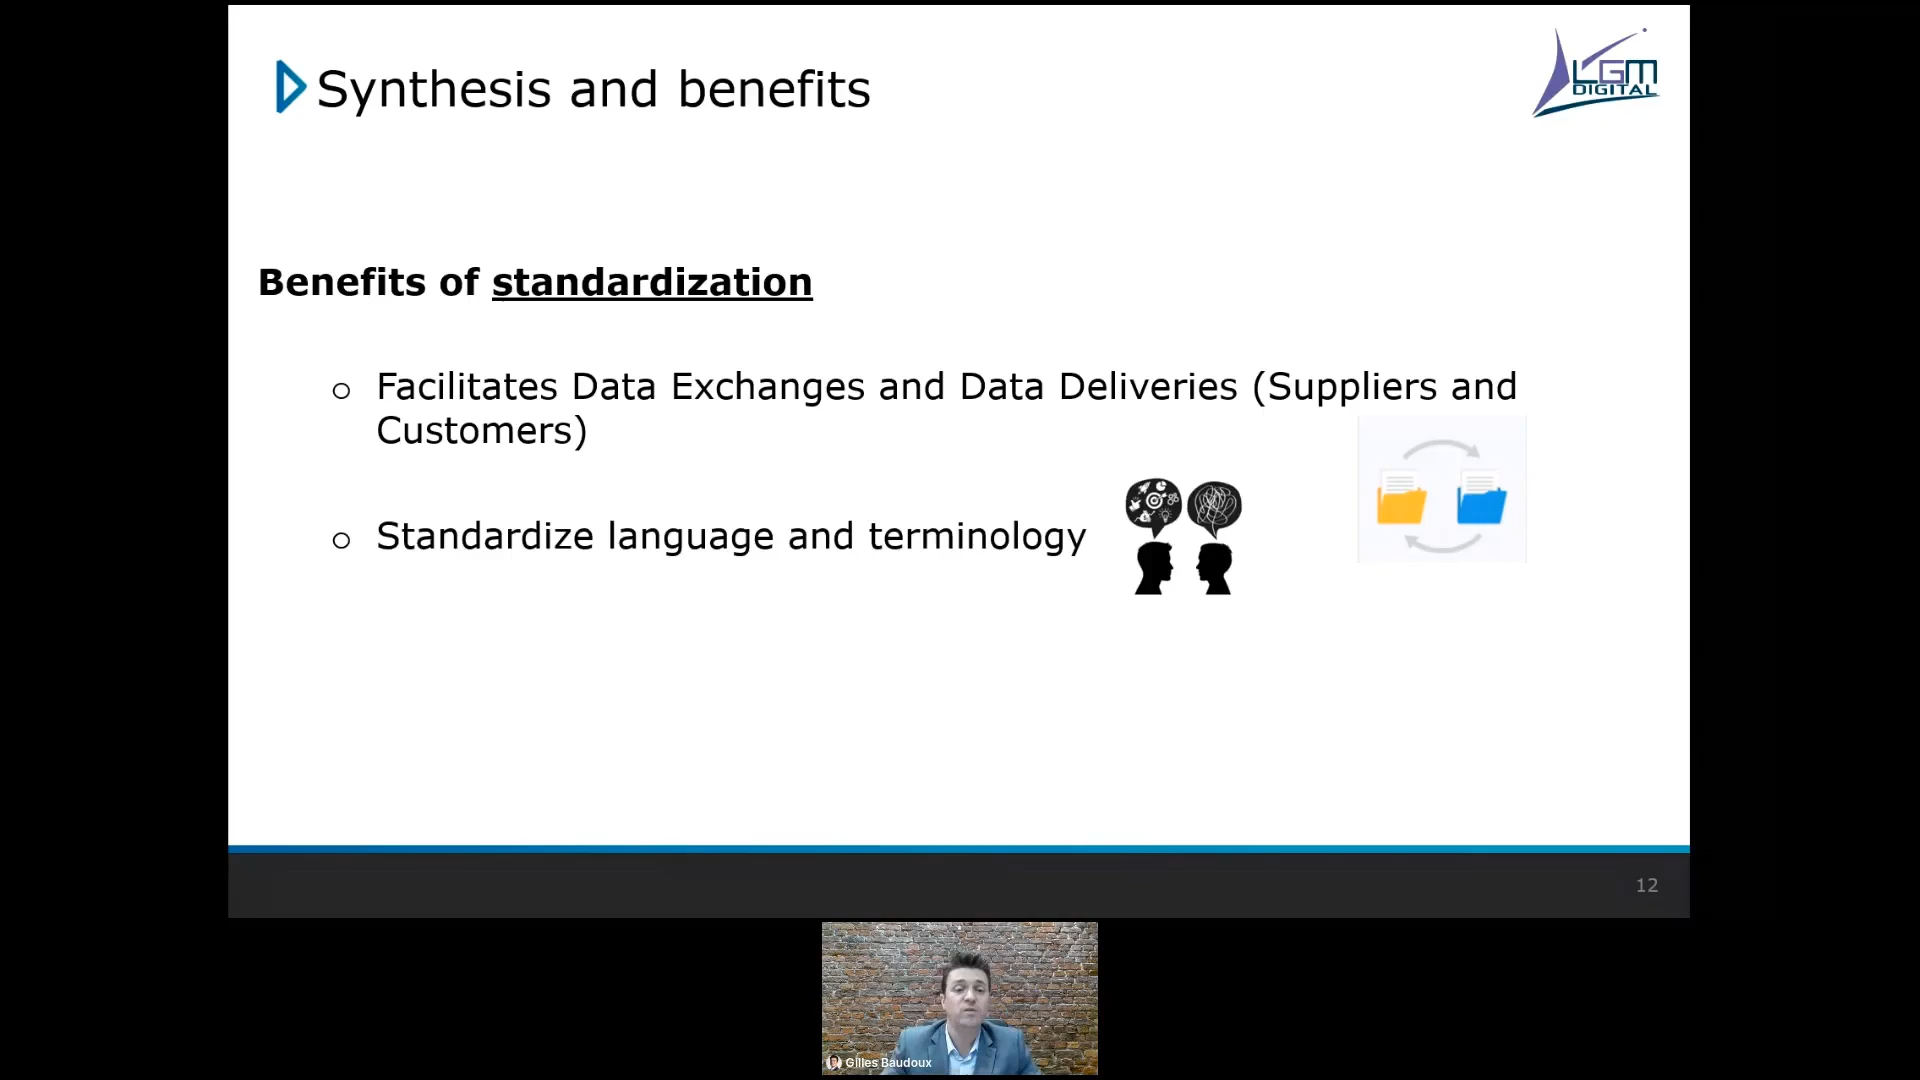 Synthesis and benefits
LGM
DIGITAL
Benefits of standardization
o Facilitates Data Exchanges and Data Deliveries (Suppliers and
Customers)
o Standardize language and terminology
12
Gilles Baudoux